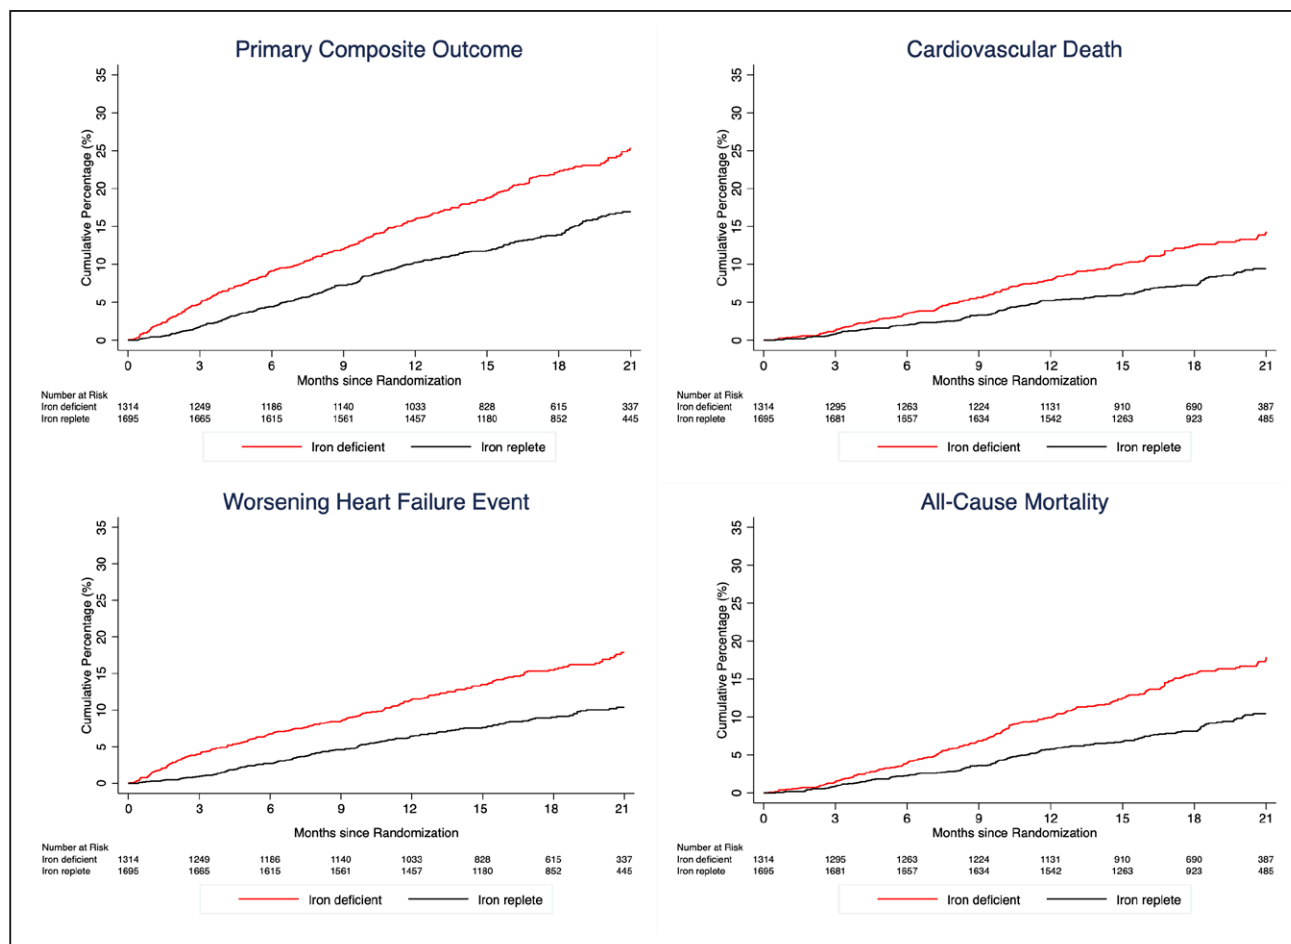 Primary Composite Outcome
Cumulative Percentage (%)
35
30
25
20
15
10
5
0
0 3 6 9 12 15 18 21
Months since Randomization
Number at Risk
Iron deficient 1314 1249 1186 1140 1033 828 615 337
Iron replete 1695 1665 1615 1561 1457 1180 852 445
Iron deficient Iron replete
Cardiovascular Death
Cumulative Percentage (%)
35
30
25
20
15
10
5
0
0 3 6 9 12 15 18 21
Months since Randomization
Number at Risk
Iron deficient 1314 1295 1263 1224 1131 910 690 387
Iron replete 1695 1681 1657 1634 1542 1263 923 485
Iron deficient Iron replete
Worsening Heart Failure Event
Cumulative Percentage (%)
35
30
25
20
15
10
5
0
0 3 6 9 12 15 18 21
Months since Randomization
Number at Risk
Iron deficient 1314 1249 1186 1140 1033 828 615 337
Iron replete 1695 1665 1615 1561 1457 1180 852 445
Iron deficient Iron replete
All-Cause Mortality
Cumulative Percentage (%)
35
30
25
20
15
10
5
0
0 3 6 9 12 15 18 21
Months since Randomization
Number at Risk
Iron deficient 1314 1295 1263 1224 1131 910 690 387
Iron replete 1695 1681 1657 1634 1542 1263 923 485
Iron deficient Iron replete